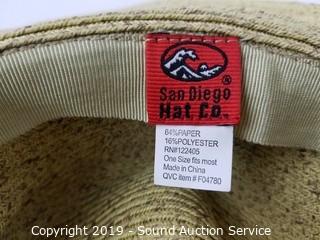 ®
San Diego
Hat Co.
64%PAPER
16%POLYESTER
RN#122405
One Size fits most
Made in China
QVC item# F04780
Copyright 2019 - Sound Auction Service